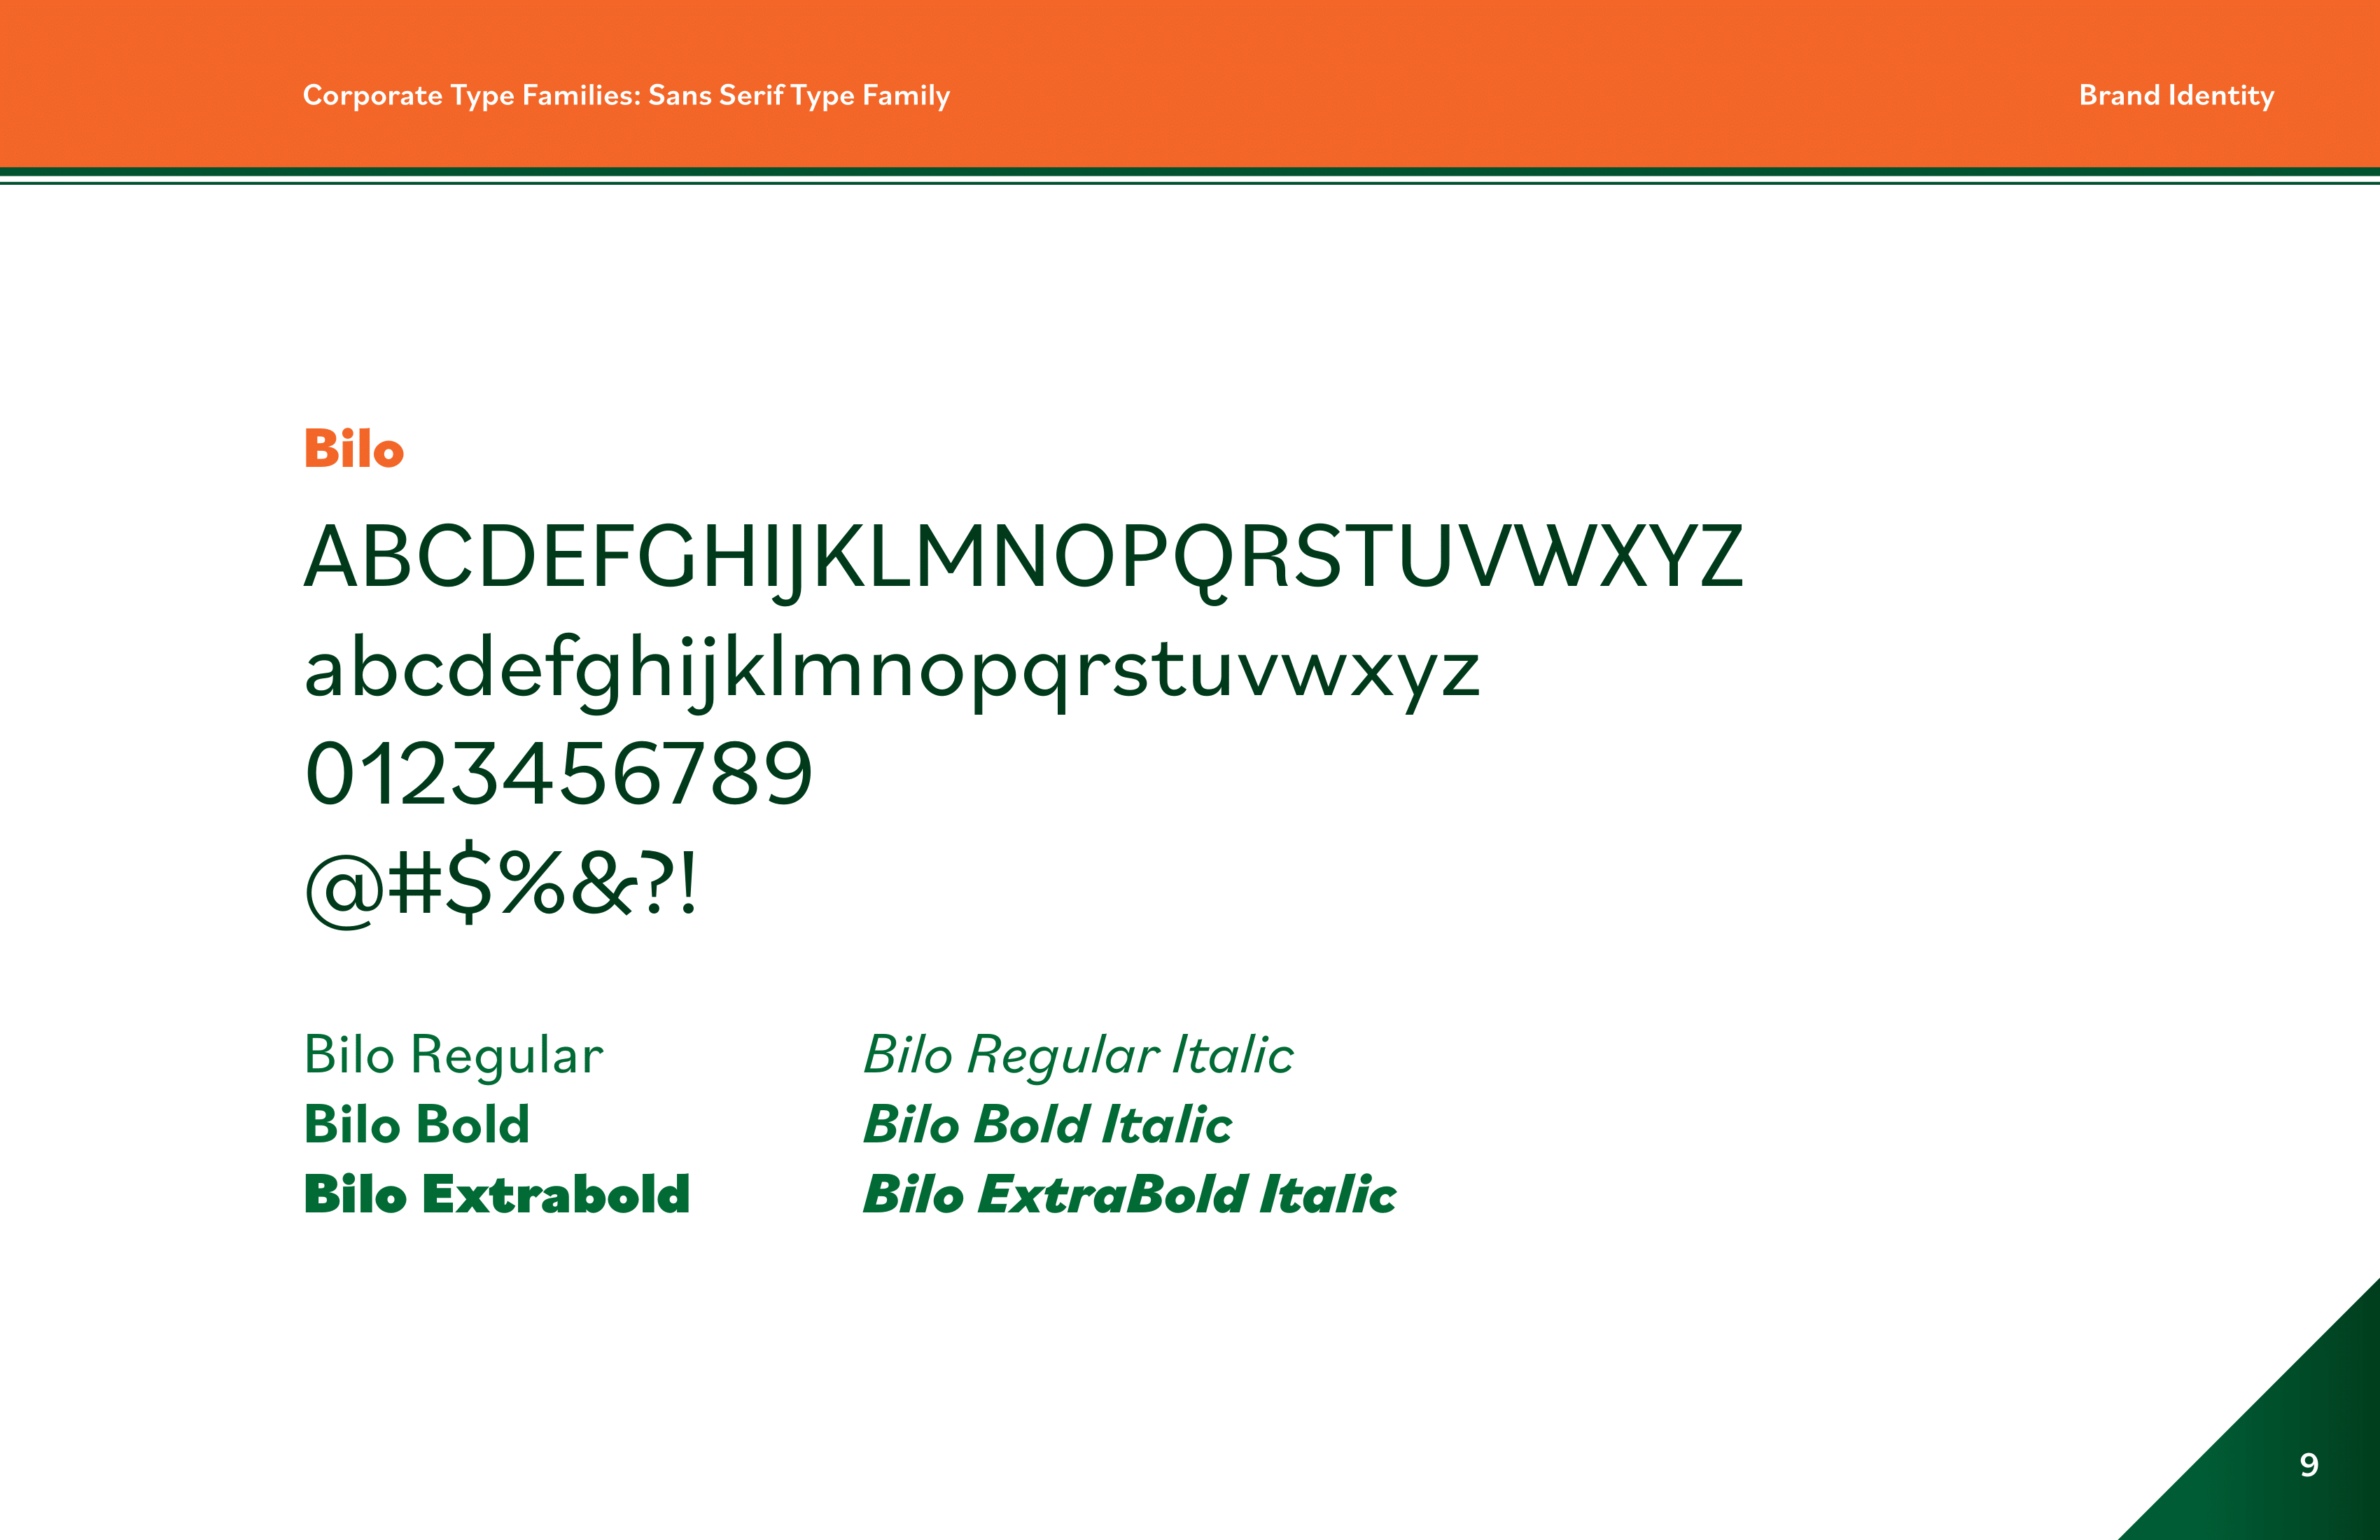 Corporate Type Families: Sans Serif Type Family
Brand Identity
Bilo
ABCDEFGHIJKLMNOPQRSTUVWXYZ
abcdefghijklmnopqrstuvwxyz
0123456789
@#$%&?!
Bilo Regular
Bilo Regular Italic
Bilo Bold
Bilo Bold Italic
Bilo Extrabold
Bilo ExtraBold Italic
9